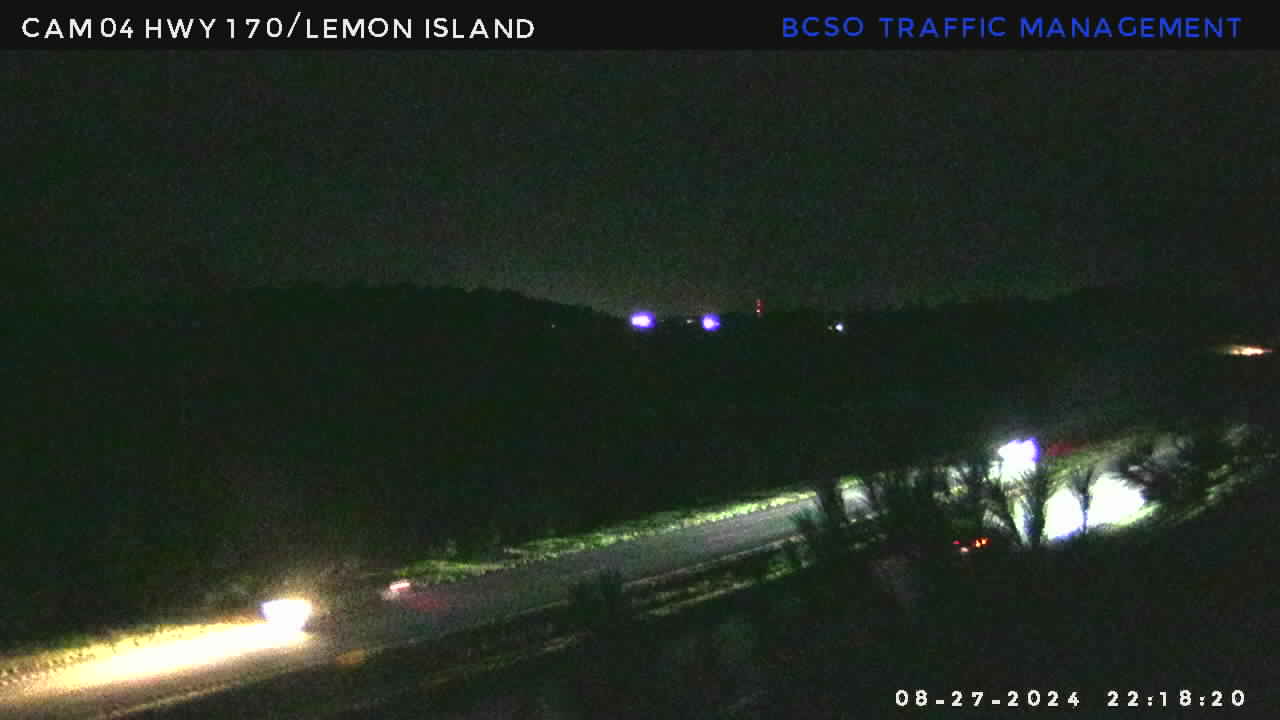 CAM04 HWY 170/LEMON ISLAND
BCSO TRAFFIC MANAGEMENT
08-27-2024 22:18:20